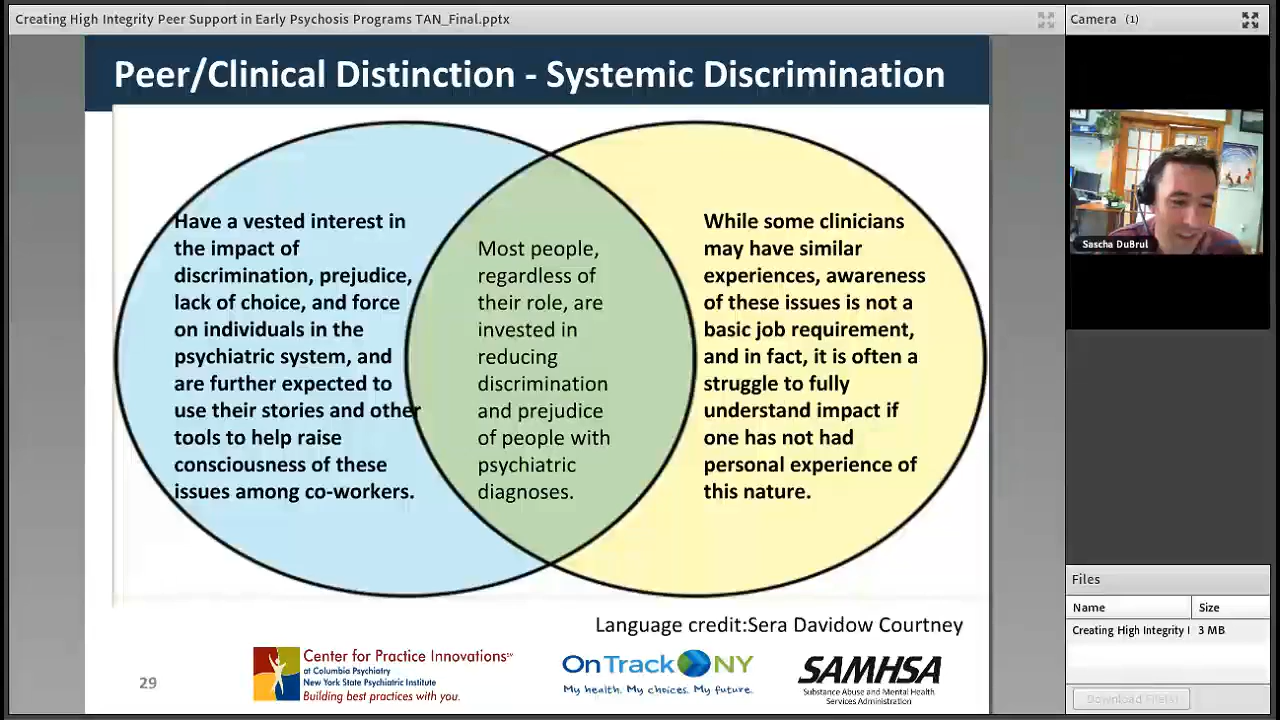 Creating High Integrity Peer Support in Early Psychosis Programs TAN_Final.pptx
Peer/Clinical Distinction - Systemic Discrimination
Have a vested interest in
the impact of
discrimination, prejudice,
lack of choice, and force
on individuals in the
psychiatric system, and
are further expected to
use their stories and other
tools to help raise
consciousness of these
issues among co-workers.
Most people,
regardless of
their role, are
invested in
reducing
discrimination
and prejudice
of people with
psychiatric
diagnoses.
While some clinicians
may have similar
experiences, awareness
of these issues is not a
basic job requirement,
and in fact, it is often a
struggle to fully
understand impact if
one has not had
personal experience of
this nature.
Language credit:Sera Davidow Courtney
29
Center for Practice Innovations℠
at Columbia Psychiatry
New York State Psychiatric Institute
Building best practices with you.
OnTrackNY
My health. My choices. My future.
SAMHSA
Substance Abuse and Mental Health
Services Administration
Camera (1)
Sascha DuBrul
Files
Name Size
Creating High Integrity I 3 MB
Download File(s)